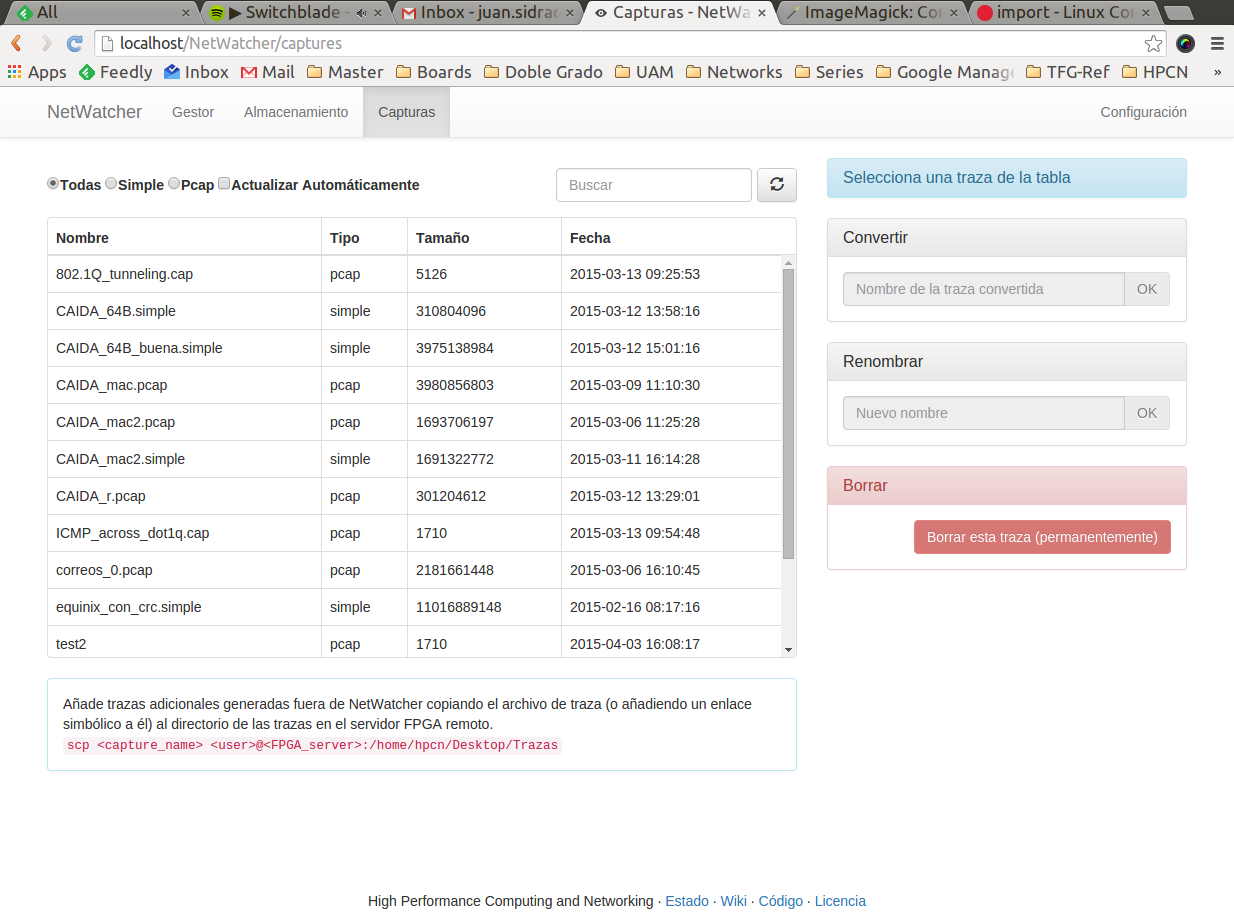 All
▶ Switchblade -
Inbox - juan.sidrac
Capturas - NetWa
ImageMagick: Co
import - Linux Co
localhost/NetWatcher/captures
Apps Feedly Inbox Mail Master Boards Doble Grado UAM Networks Series Google Manage TFG-Ref HPCN »
NetWatcher Gestor Almacenamiento Capturas Configuración
Todas Simple Pcap Actualizar Automáticamente
Buscar
Nombre Tipo Tamaño Fecha
802.1Q_tunneling.cap pcap 5126 2015-03-13 09:25:53
CAIDA_64B.simple simple 310804096 2015-03-12 13:58:16
CAIDA_64B_buena.simple simple 3975138984 2015-03-12 15:01:16
CAIDA_mac.pcap pcap 3980856803 2015-03-09 11:10:30
CAIDA_mac2.pcap pcap 1693706197 2015-03-06 11:25:28
CAIDA_mac2.simple simple 1691322772 2015-03-11 16:14:28
CAIDA_r.pcap pcap 301204612 2015-03-12 13:29:01
ICMP_across_dot1q.cap pcap 1710 2015-03-13 09:54:48
correos_0.pcap pcap 2181661448 2015-03-06 16:10:45
equinix_con_crc.simple simple 11016889148 2015-02-16 08:17:16
test2 pcap 1710 2015-04-03 16:08:17
Añade trazas adicionales generadas fuera de NetWatcher copiando el archivo de traza (o añadiendo un enlace
simbólico a él) al directorio de las trazas en el servidor FPGA remoto.
scp <capture_name> <user>@<FPGA_server>:/home/hpcn/Desktop/Trazas
Selecciona una traza de la tabla
Convertir
Nombre de la traza convertida OK
Renombrar
Nuevo nombre OK
Borrar
Borrar esta traza (permanentemente)
High Performance Computing and Networking · Estado · Wiki · Código · Licencia